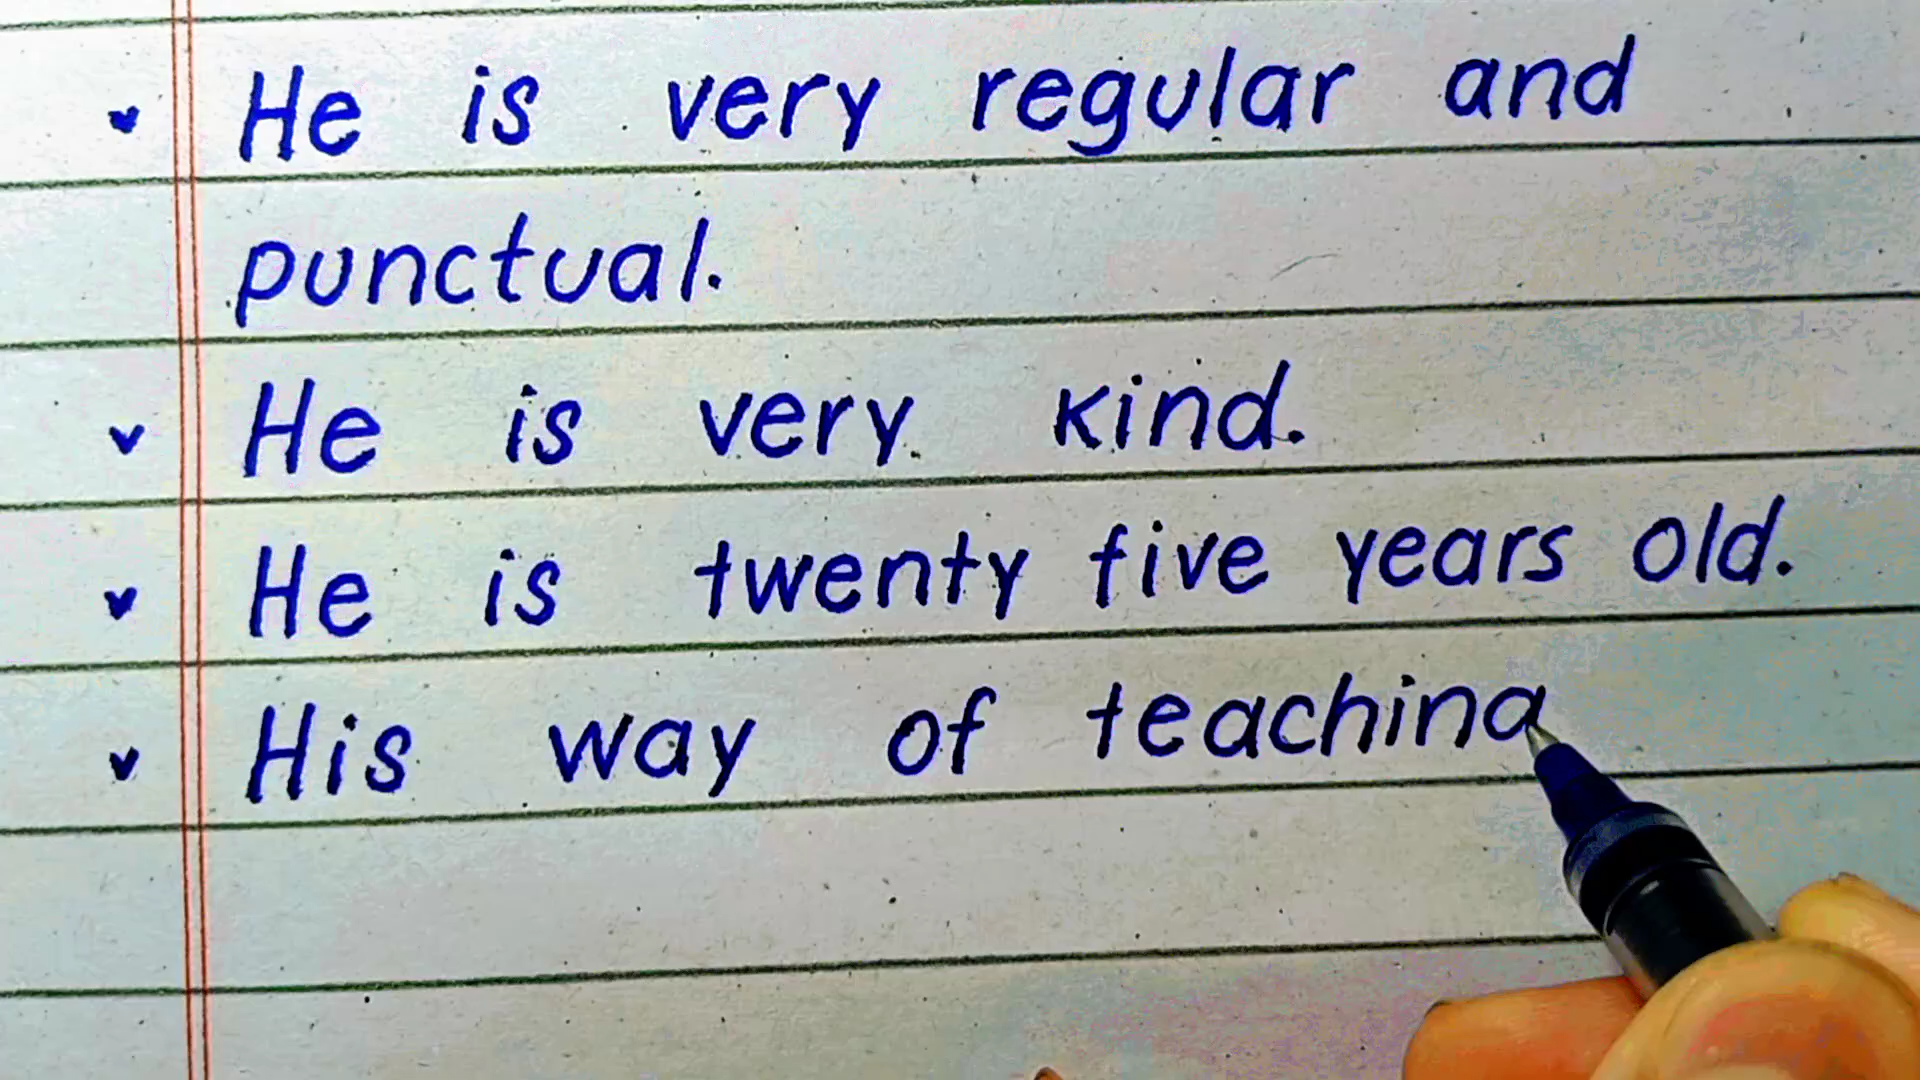 He is very regular and
punctual.
He is very kind.
He is twenty five years old.
His way of teachina